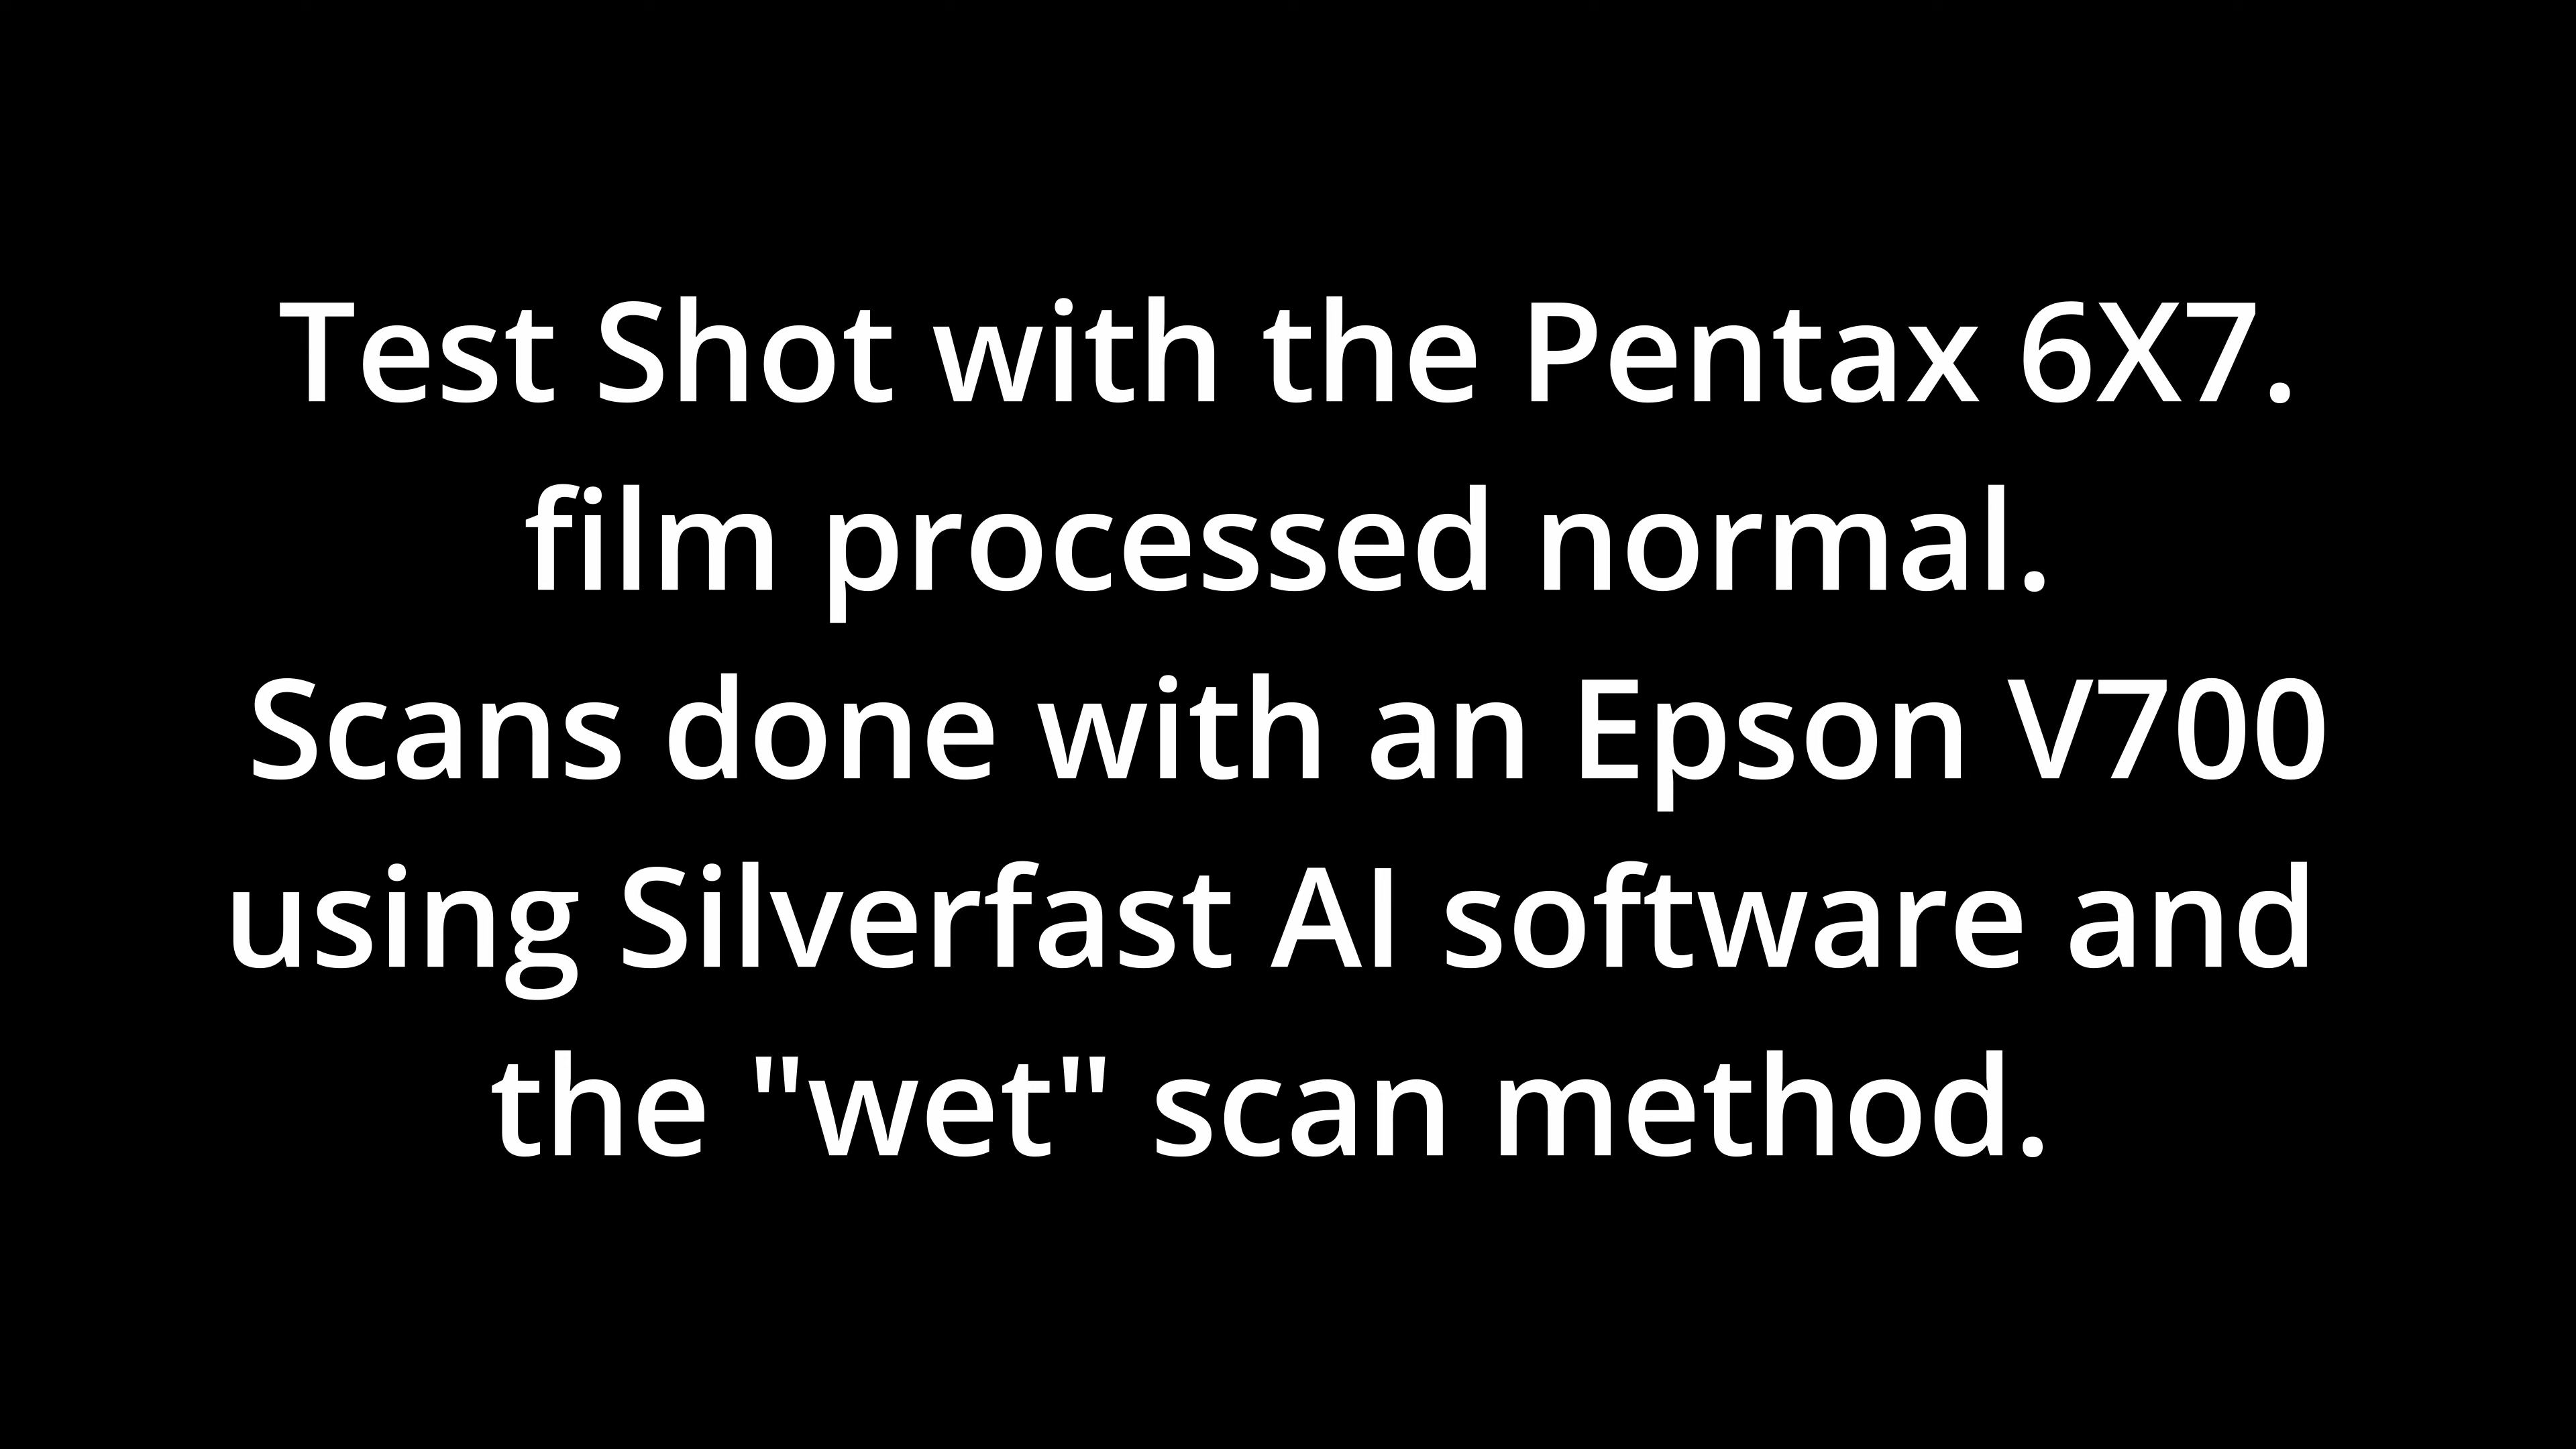 Test Shot with the Pentax 6X7.
film processed normal.
Scans done with an Epson V700
using Silverfast AI software and
the "wet" scan method.